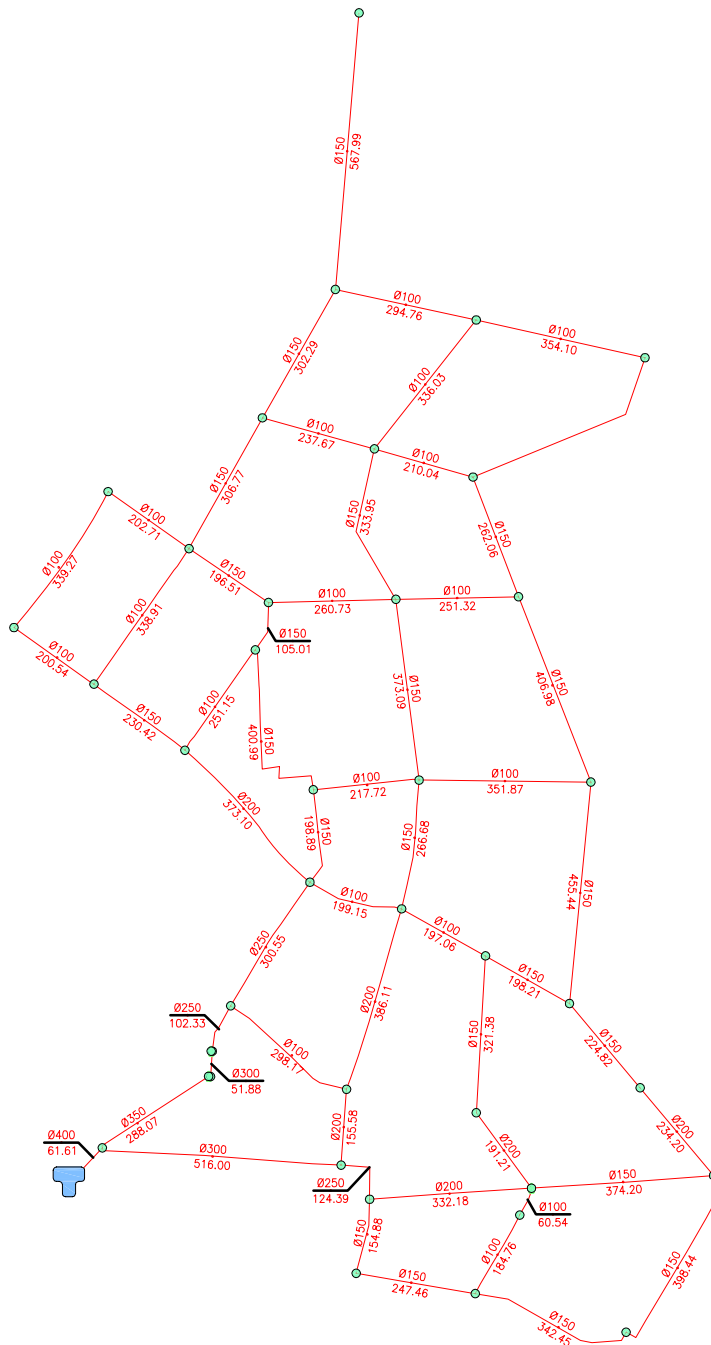 Ø150
567.99
Ø100
294.76
Ø100
354.10
Ø150
302.29
Ø100
336.03
Ø100
237.67
Ø100
210.04
Ø150
306.77
Ø150
333.95
Ø150
262.06
Ø100
202.71
Ø100
339.27
Ø150
196.51
Ø100
338.91
Ø100
260.73
Ø100
251.32
Ø150
105.01
Ø100
200.54
Ø150
230.42
Ø100
251.15
Ø150
400.99
Ø150
373.09
Ø150
406.98
Ø100
217.72
Ø100
351.87
Ø200
373.10
Ø150
198.89
Ø150
266.68
Ø150
455.44
Ø100
199.15
Ø100
197.06
Ø150
198.21
Ø250
300.55
Ø200
386.11
Ø150
321.38
Ø250
102.33
Ø150
224.82
Ø100
298.17
Ø300
51.88
Ø350
288.07
Ø200
155.58
Ø200
191.21
Ø200
234.20
Ø400
61.61
Ø300
516.00
Ø250
124.39
Ø200
332.18
Ø150
374.20
Ø100
60.54
Ø150
154.88
Ø100
184.76
Ø150
247.46
Ø150
398.44
Ø150
342.45